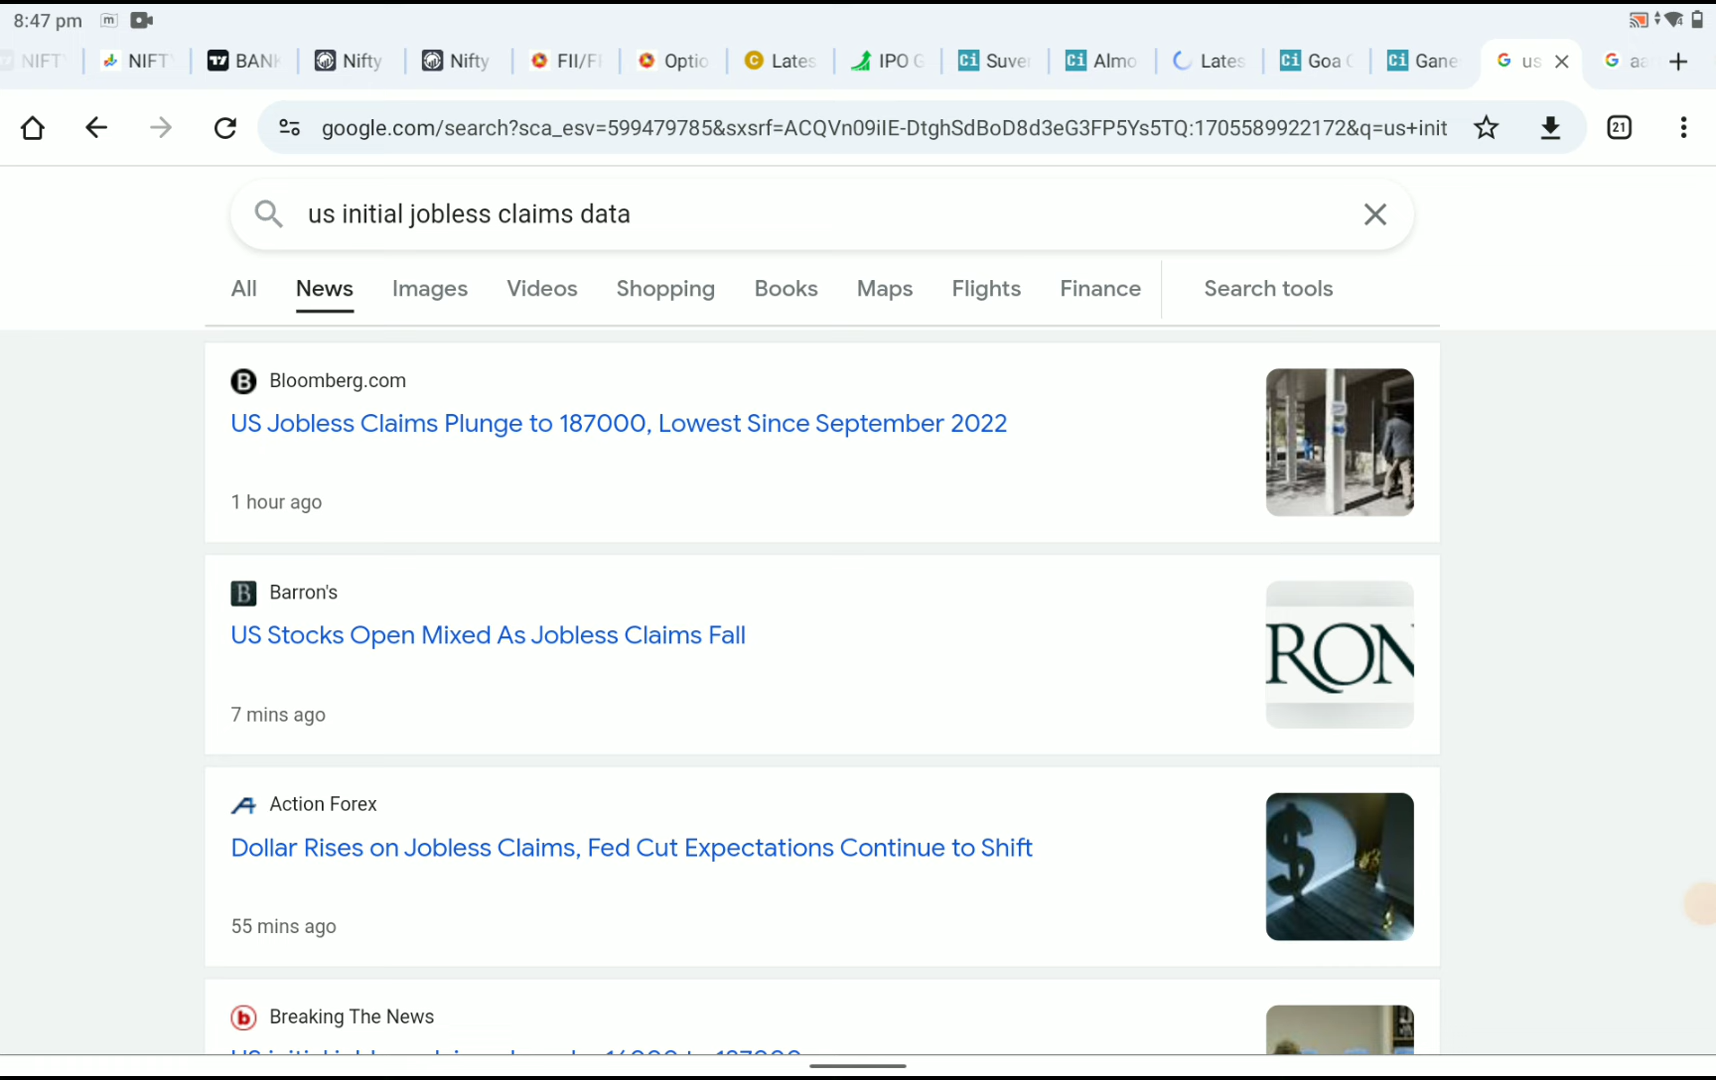 8:47 pm
NIFT
NIFTY
BANK
Nifty
Nifty
FII/F
Optio
Lates
IPO G
Suve
Almo
Lates
Goa
Gane
us
aa
google.com/search?sca_esv=599479785&sxsrf=ACQVn09iIE-DtghSdBoD8d3eG3FP5Ys5TQ:1705589922172&q=us+init
21
us initial jobless claims data
All News Images Videos Shopping Books Maps Flights Finance Search tools
Bloomberg.com
US Jobless Claims Plunge to 187000, Lowest Since September 2022
1 hour ago
Barron's
US Stocks Open Mixed As Jobless Claims Fall
7 mins ago
RON
Action Forex
Dollar Rises on Jobless Claims, Fed Cut Expectations Continue to Shift
55 mins ago
Breaking The News